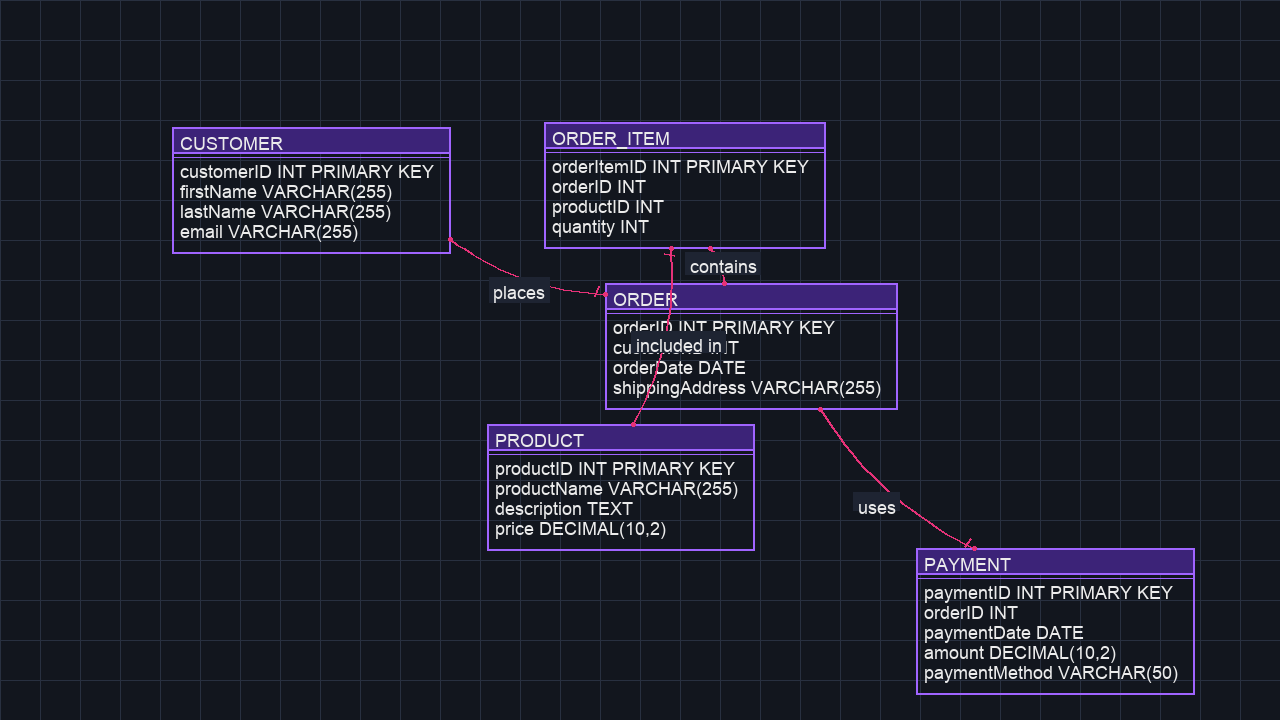 CUSTOMER
customerID INT PRIMARY KEY
firstName VARCHAR(255)
lastName VARCHAR(255)
email VARCHAR(255)
ORDER_ITEM
orderItemID INT PRIMARY KEY
orderID INT
productID INT
quantity INT
contains
places
ORDER
orderID INT PRIMARY KEY
included in
orderDate DATE
shippingAddress VARCHAR(255)
PRODUCT
productID INT PRIMARY KEY
productName VARCHAR(255)
description TEXT
price DECIMAL(10,2)
uses
PAYMENT
paymentID INT PRIMARY KEY
orderID INT
paymentDate DATE
amount DECIMAL(10,2)
paymentMethod VARCHAR(50)